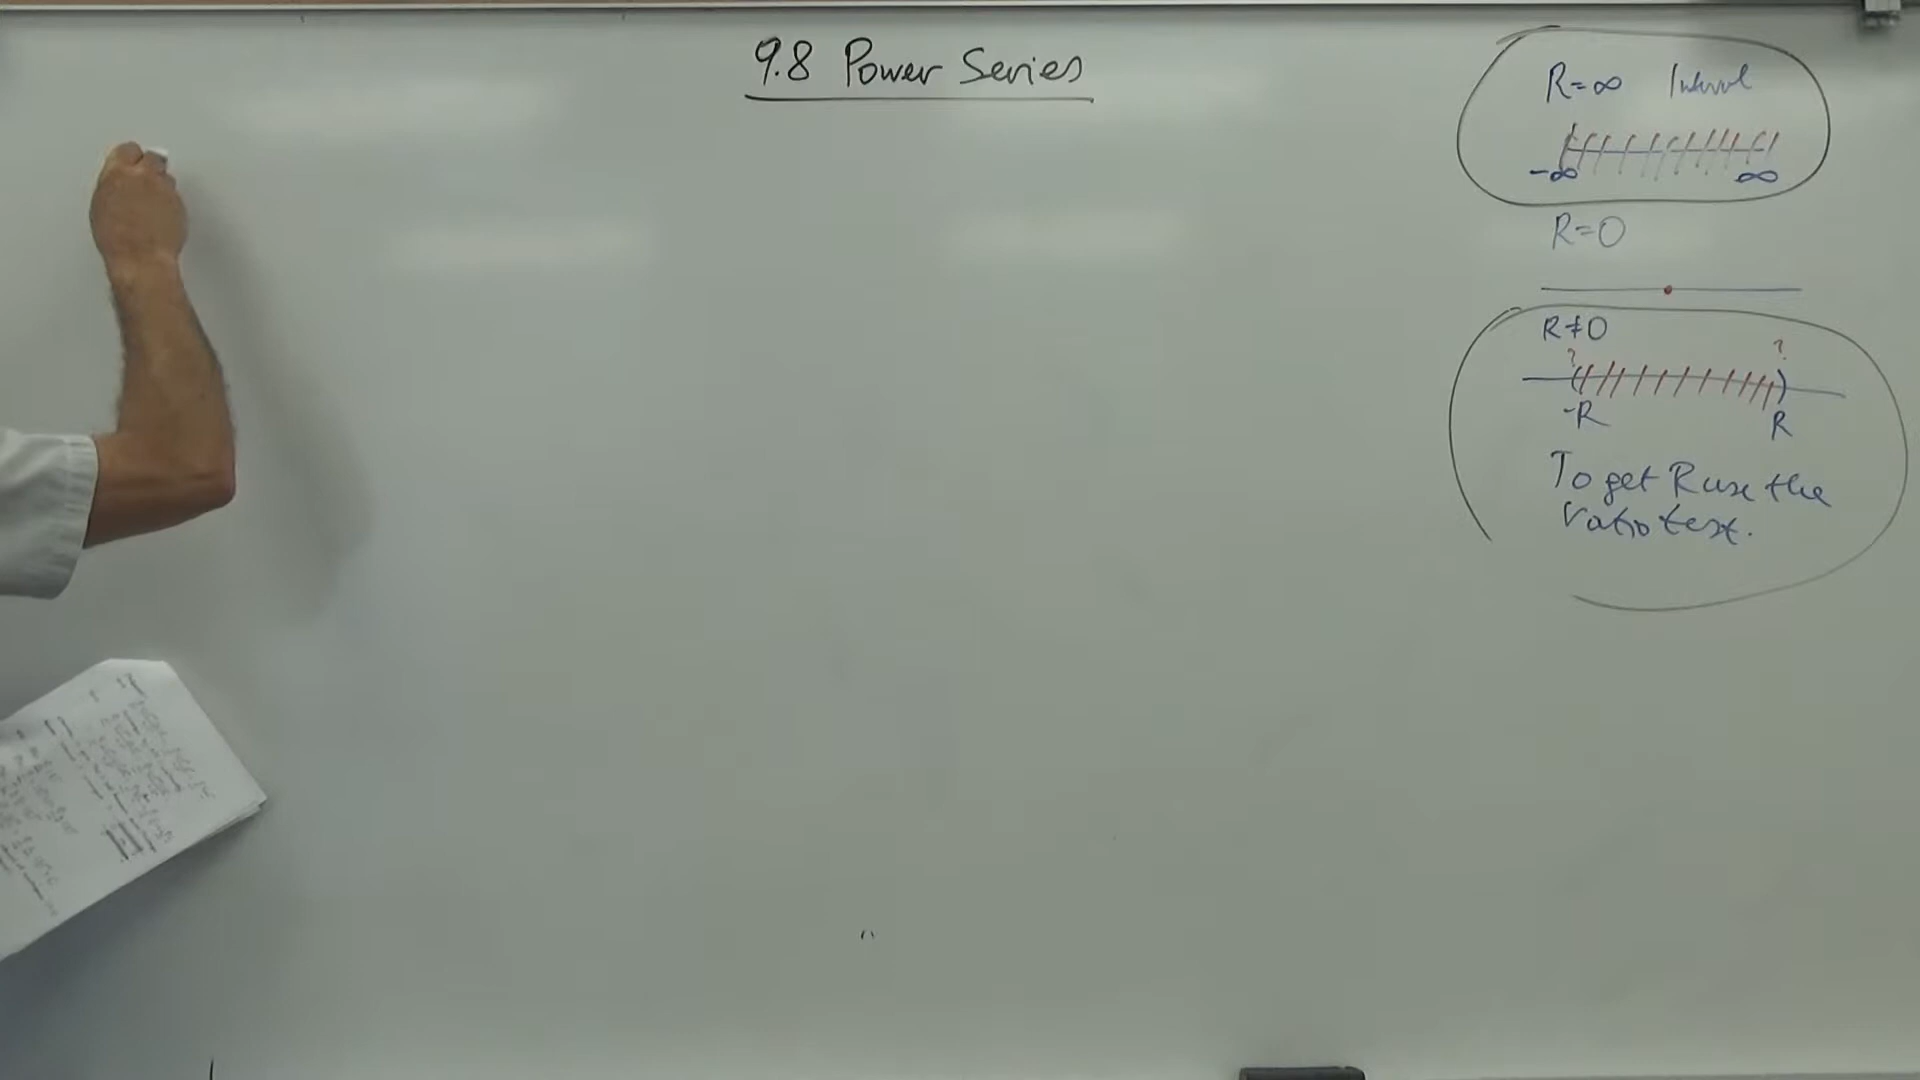 9.8 Power Series
R=∞ Interval
-∞ ∞
R=0
R≠0
? ?
-R R
To get R use the
ratio test.